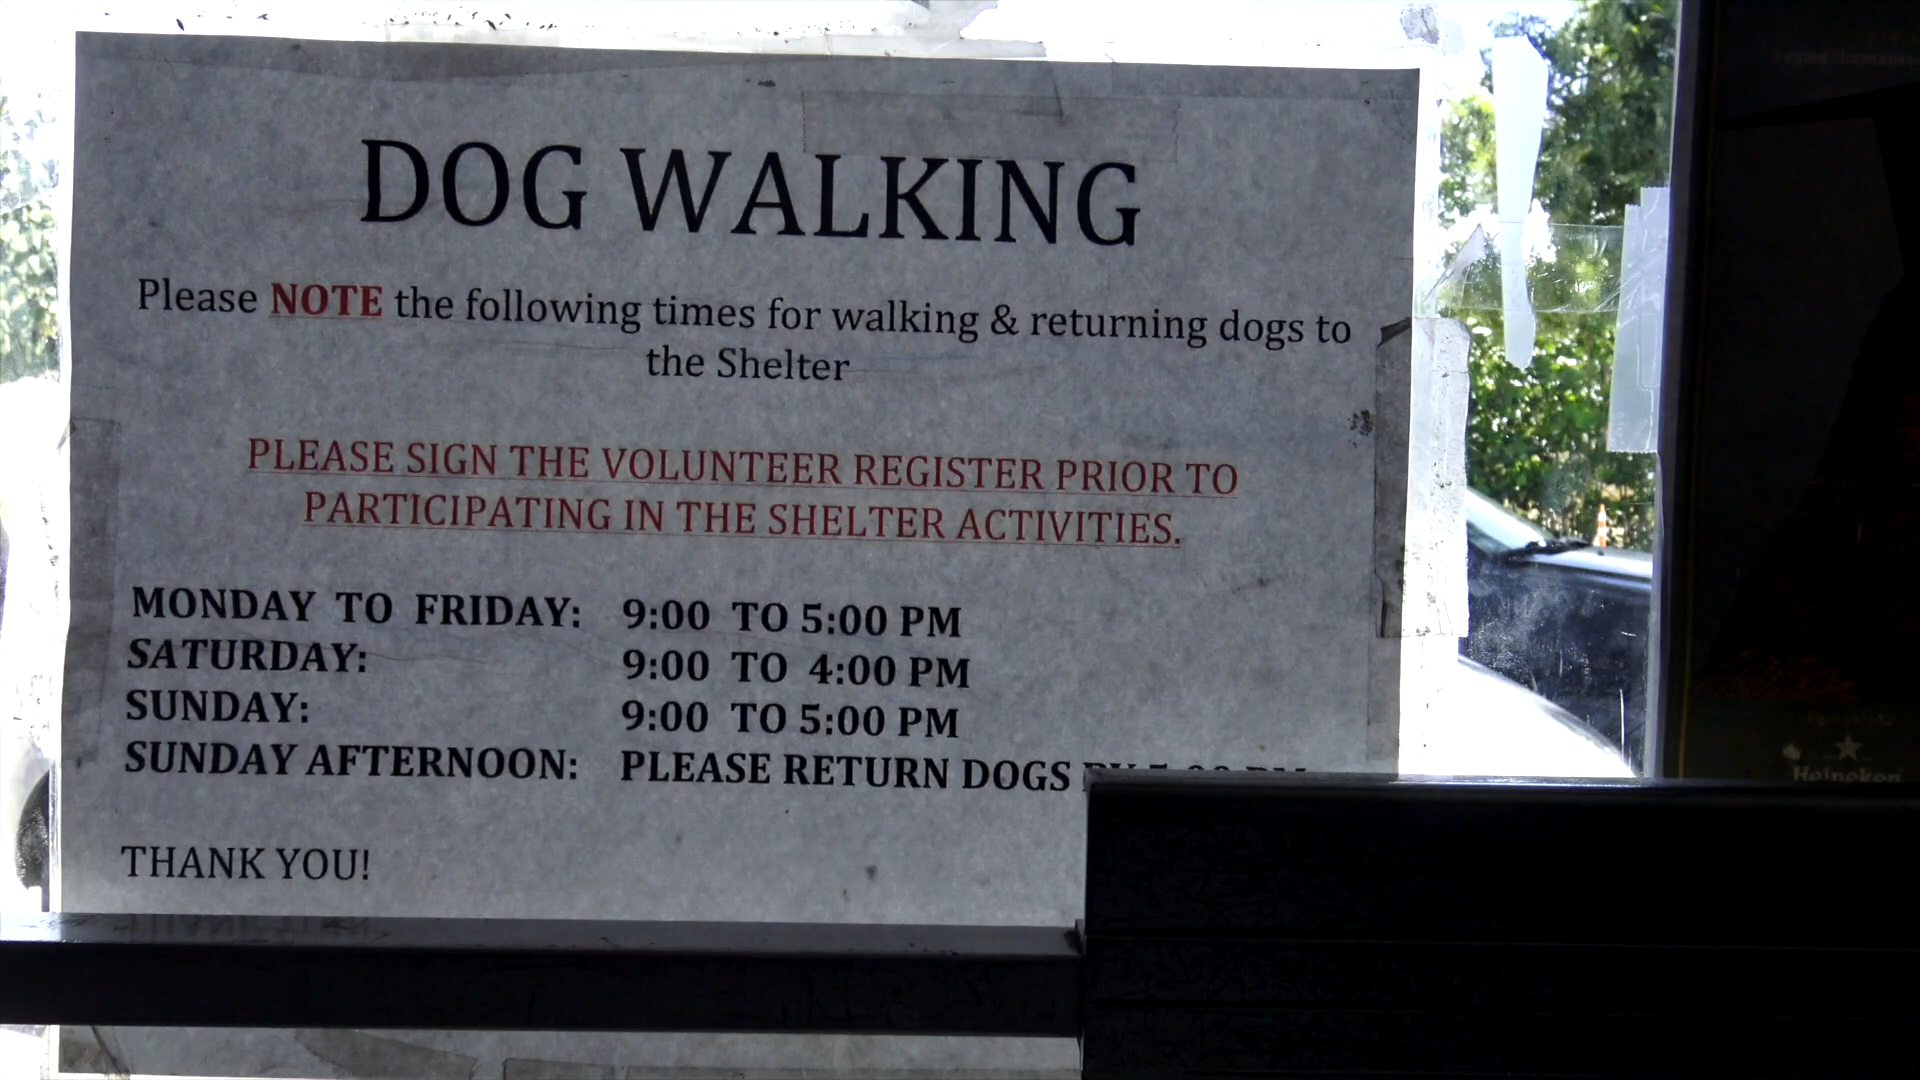 DOG WALKING
Please NOTE the following times for walking & returning dogs to
the Shelter
PLEASE SIGN THE VOLUNTEER REGISTER PRIOR TO
PARTICIPATING IN THE SHELTER ACTIVITIES.
MONDAY TO FRIDAY: 9:00 TO 5:00 PM
SATURDAY: 9:00 TO 4:00 PM
SUNDAY: 9:00 TO 5:00 PM
SUNDAY AFTERNOON: PLEASE RETURN DOGS
THANK YOU!
Heineken